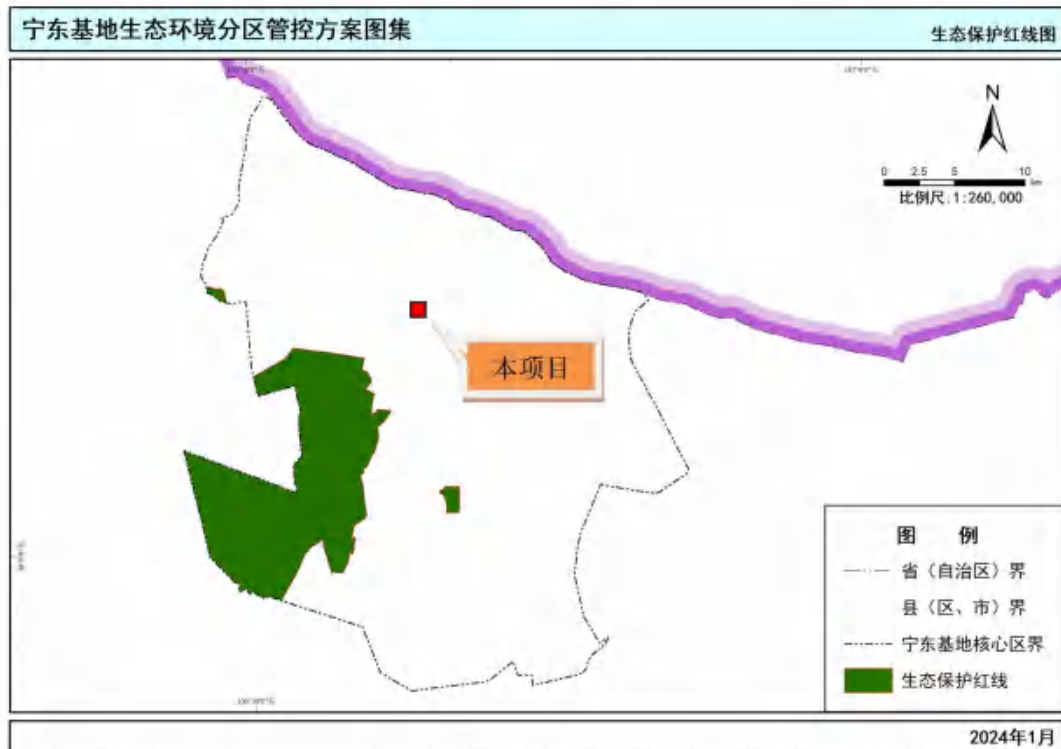 宁东基地生态环境分区管控方案图集
生态保护红线图
N
0 2.5 5 10 km
比例尺:1:260,000
本项目
图 例
省（自治区）界
县（区、市）界
宁东基地核心区界
生态保护红线
2024年1月